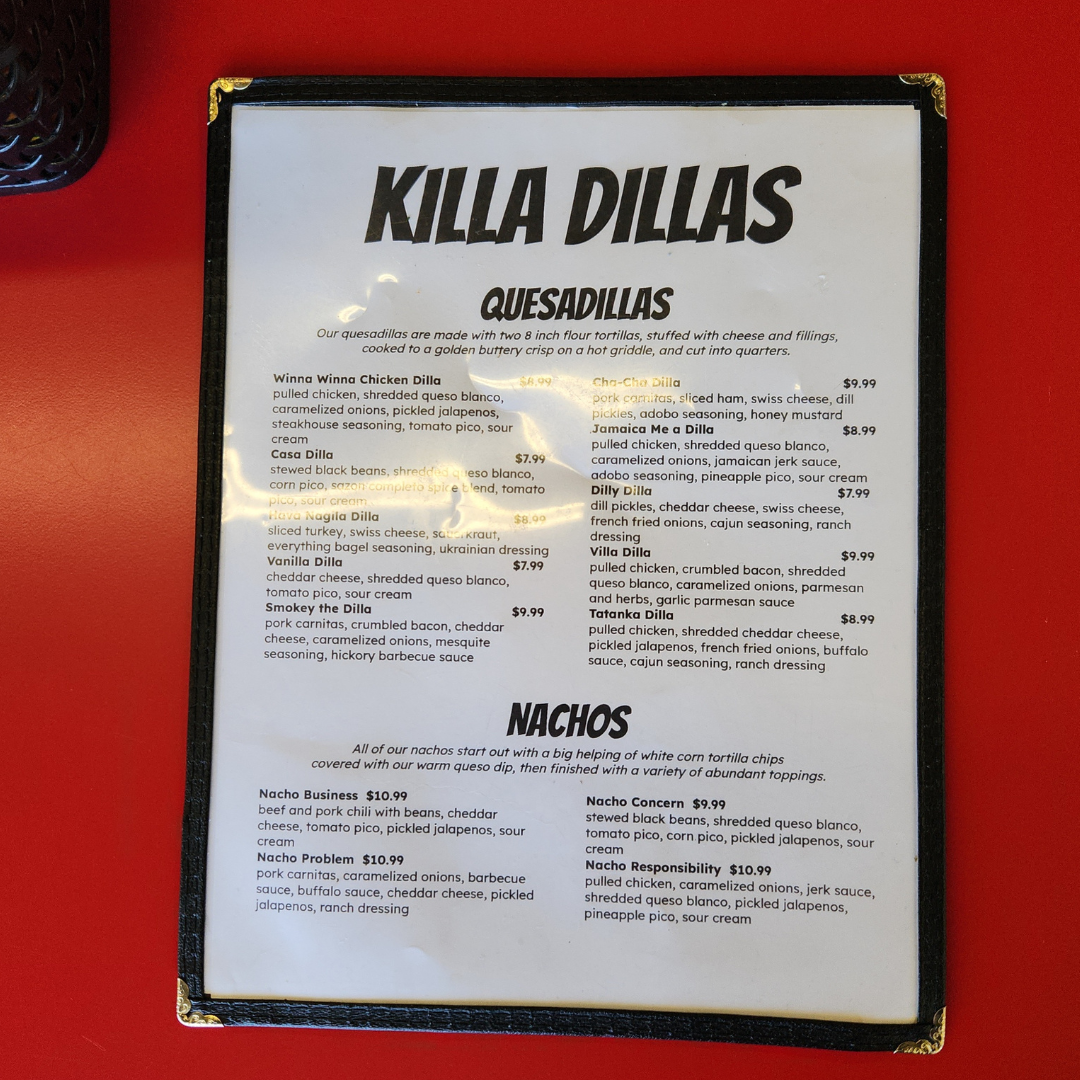 KILLA DILLAS
QUESADILLAS
Our quesadillas are made with two 8 inch flour tortillas, stuffed with cheese and fillings,
cooked to a golden buttery crisp on a hot griddle, and cut into quarters.
Winna Winna Chicken Dilla $8.99
pulled chicken, shredded queso blanco,
caramelized onions, pickled jalapenos,
steakhouse seasoning, tomato pico, sour
cream
Casa Dilla $7.99
stewed black beans, shredded queso blanco,
corn pico, sazon completo spice blend, tomato
pico, sour cream
Hava Nagila Dilla $8.99
sliced turkey, swiss cheese, sauerkraut,
everything bagel seasoning, ukrainian dressing
Vanilla Dilla $7.99
cheddar cheese, shredded queso blanco,
tomato pico, sour cream
Smokey the Dilla $9.99
pork carnitas, crumbled bacon, cheddar
cheese, caramelized onions, mesquite
seasoning, hickory barbecue sauce
Cha-Cha Dilla $9.99
pork carnitas, sliced ham, swiss cheese, dill
pickles, adobo seasoning, honey mustard
Jamaica Me a Dilla $8.99
pulled chicken, shredded queso blanco,
caramelized onions, jamaican jerk sauce,
adobo seasoning, pineapple pico, sour cream
Dilly Dilla $7.99
dill pickles, cheddar cheese, swiss cheese,
french fried onions, cajun seasoning, ranch
dressing
Villa Dilla $9.99
pulled chicken, crumbled bacon, shredded
queso blanco, caramelized onions, parmesan
and herbs, garlic parmesan sauce
Tatanka Dilla $8.99
pulled chicken, shredded cheddar cheese,
pickled jalapenos, french fried onions, buffalo
sauce, cajun seasoning, ranch dressing
NACHOS
All of our nachos start out with a big helping of white corn tortilla chips
covered with our warm queso dip, then finished with a variety of abundant toppings.
Nacho Business $10.99
beef and pork chili with beans, cheddar
cheese, tomato pico, pickled jalapenos, sour
cream
Nacho Problem $10.99
pork carnitas, caramelized onions, barbecue
sauce, buffalo sauce, cheddar cheese, pickled
jalapenos, ranch dressing
Nacho Concern $9.99
stewed black beans, shredded queso blanco,
tomato pico, corn pico, pickled jalapenos, sour
cream
Nacho Responsibility $10.99
pulled chicken, caramelized onions, jerk sauce,
shredded queso blanco, pickled jalapenos,
pineapple pico, sour cream